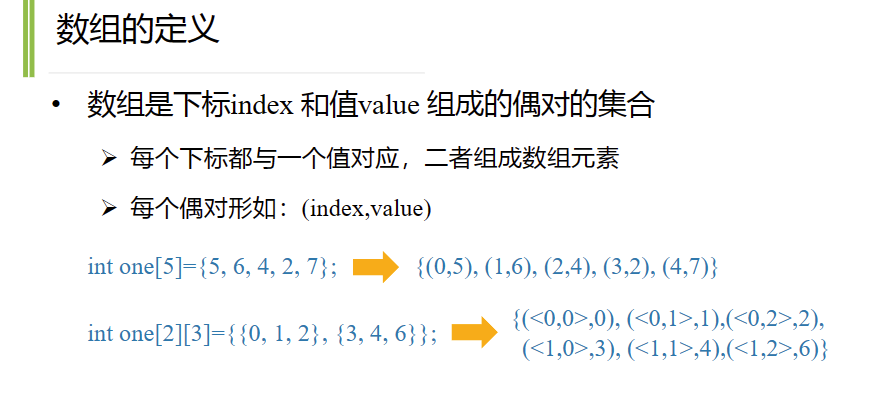 数组的定义
• 数组是下标index 和值value 组成的偶对的集合
➢ 每个下标都与一个值对应，二者组成数组元素
➢ 每个偶对形如：(index,value)
int one[5]={5, 6, 4, 2, 7}; {(0,5), (1,6), (2,4), (3,2), (4,7)}
int one[2][3]={{0, 1, 2}, {3, 4, 6}}; {(<0,0>,0), (<0,1>,1),(<0,2>,2),
(<1,0>,3), (<1,1>,4),(<1,2>,6)}